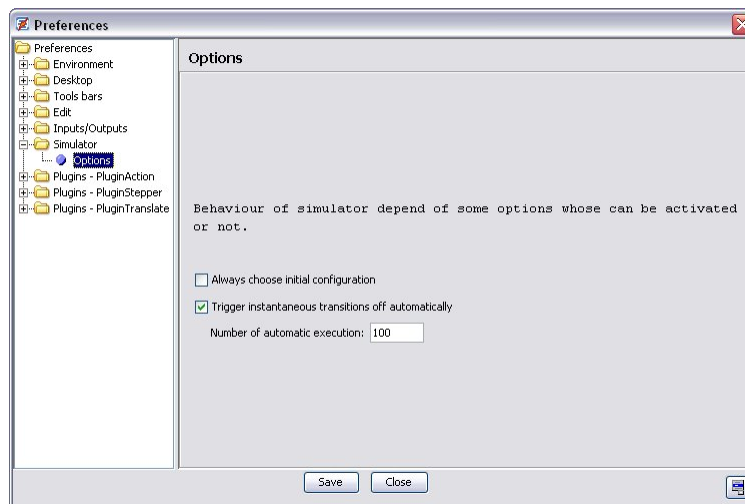 Preferences
Preferences
Environment
Desktop
Tools bars
Edit
Inputs/Outputs
Simulator
Options
Plugins - PluginAction
Plugins - PluginStepper
Plugins - PluginTranslate
Options
Behaviour of simulator depend of some options whose can be activated
or not.
Always choose initial configuration
Trigger instantaneous transitions off automatically
Number of automatic execution: 100
Save Close